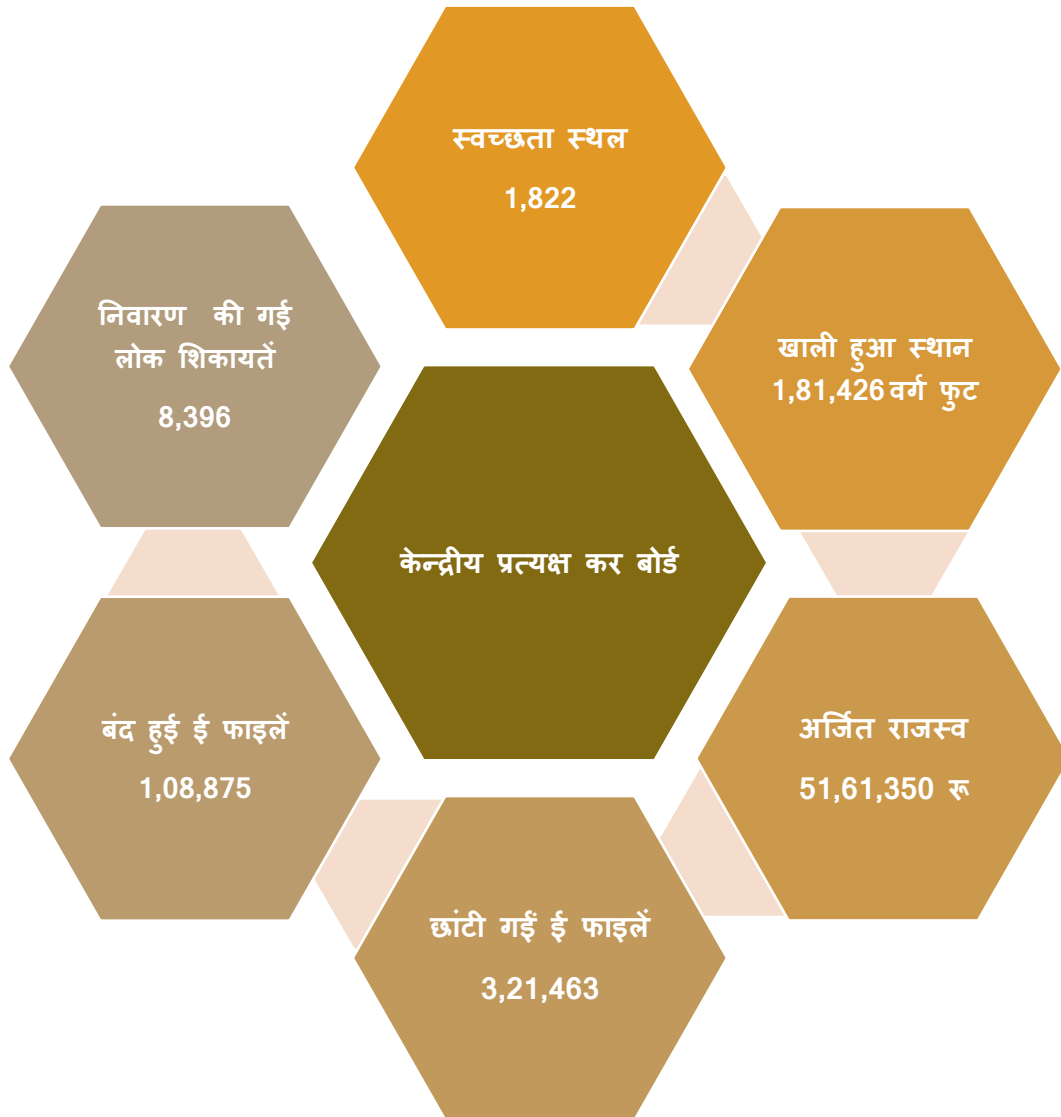 स्वच्छता स्थल
1,822
खाली हुआ स्थान
1,81,426 वर्ग फुट
अर्जित राजस्व
51,61,350 रू
छांटी गईं ई फाइलें
3,21,463
बंद हुई ई फाइलें
1,08,875
निवारण की गई
लोक शिकायतें
8,396
केन्द्रीय प्रत्यक्ष कर बोर्ड